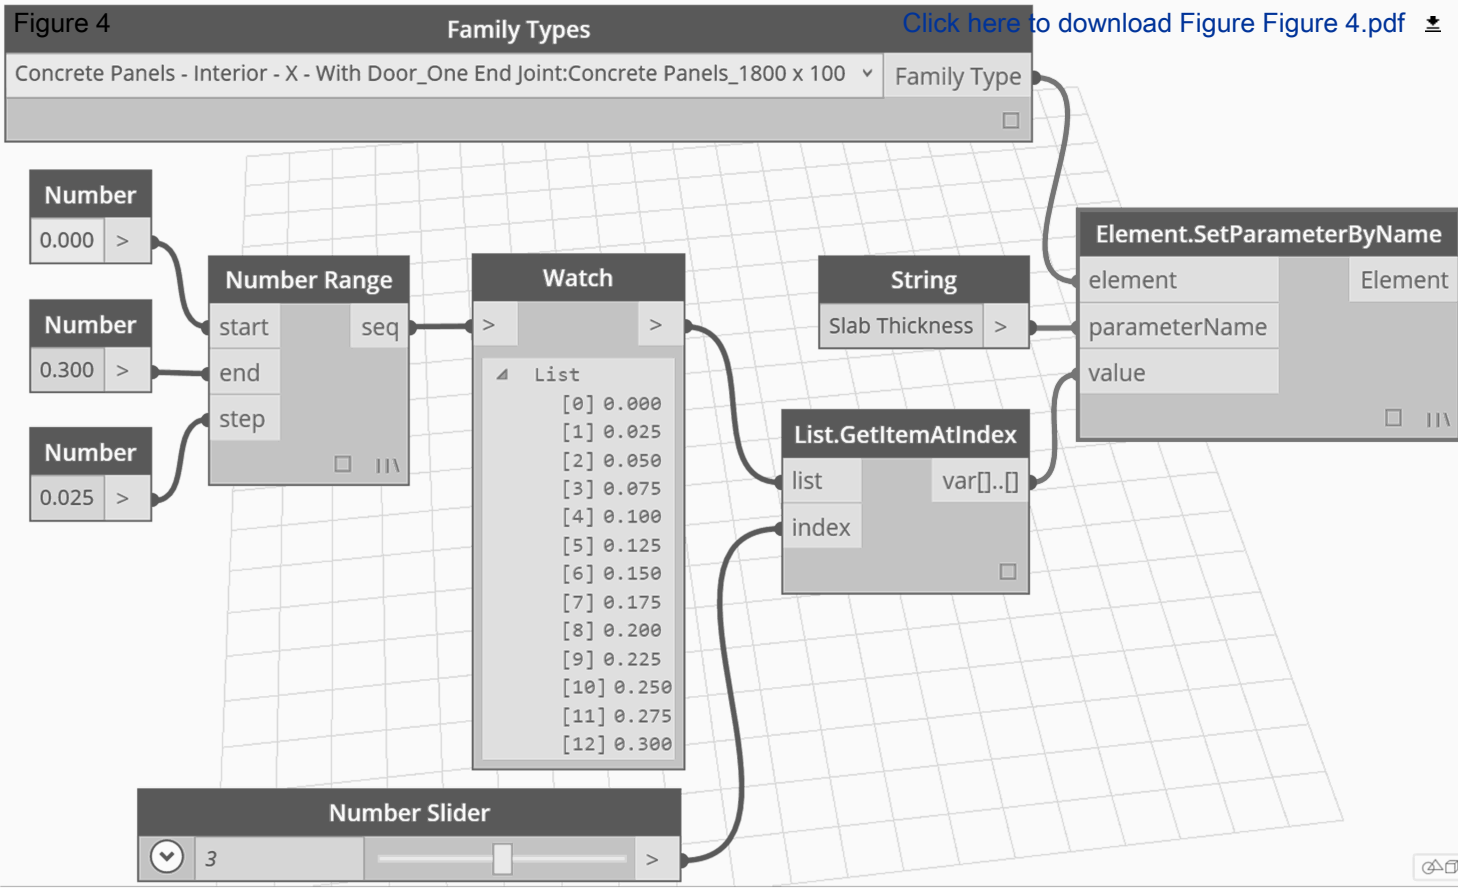 Figure 4
Click here to download Figure Figure 4.pdf
Family Types
Concrete Panels - Interior - X - With Door_One End Joint:Concrete Panels_1800 x 100
Family Type
Number
0.000 >
Number
0.300 >
Number
0.025 >
Number Range
start seq
end
step
Watch
> >
List
[0] 0.000
[1] 0.025
[2] 0.050
[3] 0.075
[4] 0.100
[5] 0.125
[6] 0.150
[7] 0.175
[8] 0.200
[9] 0.225
[10] 0.250
[11] 0.275
[12] 0.300
Number Slider
3 >
String
Slab Thickness >
List.GetItemAtIndex
list var[]..[]
index
Element.SetParameterByName
element Element
parameterName
value